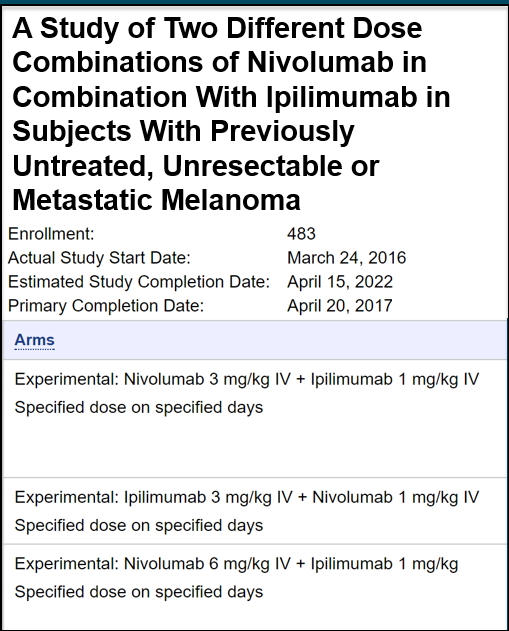 A Study of Two Different Dose
Combinations of Nivolumab in
Combination With Ipilimumab in
Subjects With Previously
Untreated, Unresectable or
Metastatic Melanoma
Enrollment: 483
Actual Study Start Date: March 24, 2016
Estimated Study Completion Date: April 15, 2022
Primary Completion Date: April 20, 2017
Arms
Experimental: Nivolumab 3 mg/kg IV + Ipilimumab 1 mg/kg IV
Specified dose on specified days
Experimental: Ipilimumab 3 mg/kg IV + Nivolumab 1 mg/kg IV
Specified dose on specified days
Experimental: Nivolumab 6 mg/kg IV + Ipilimumab 1 mg/kg
Specified dose on specified days